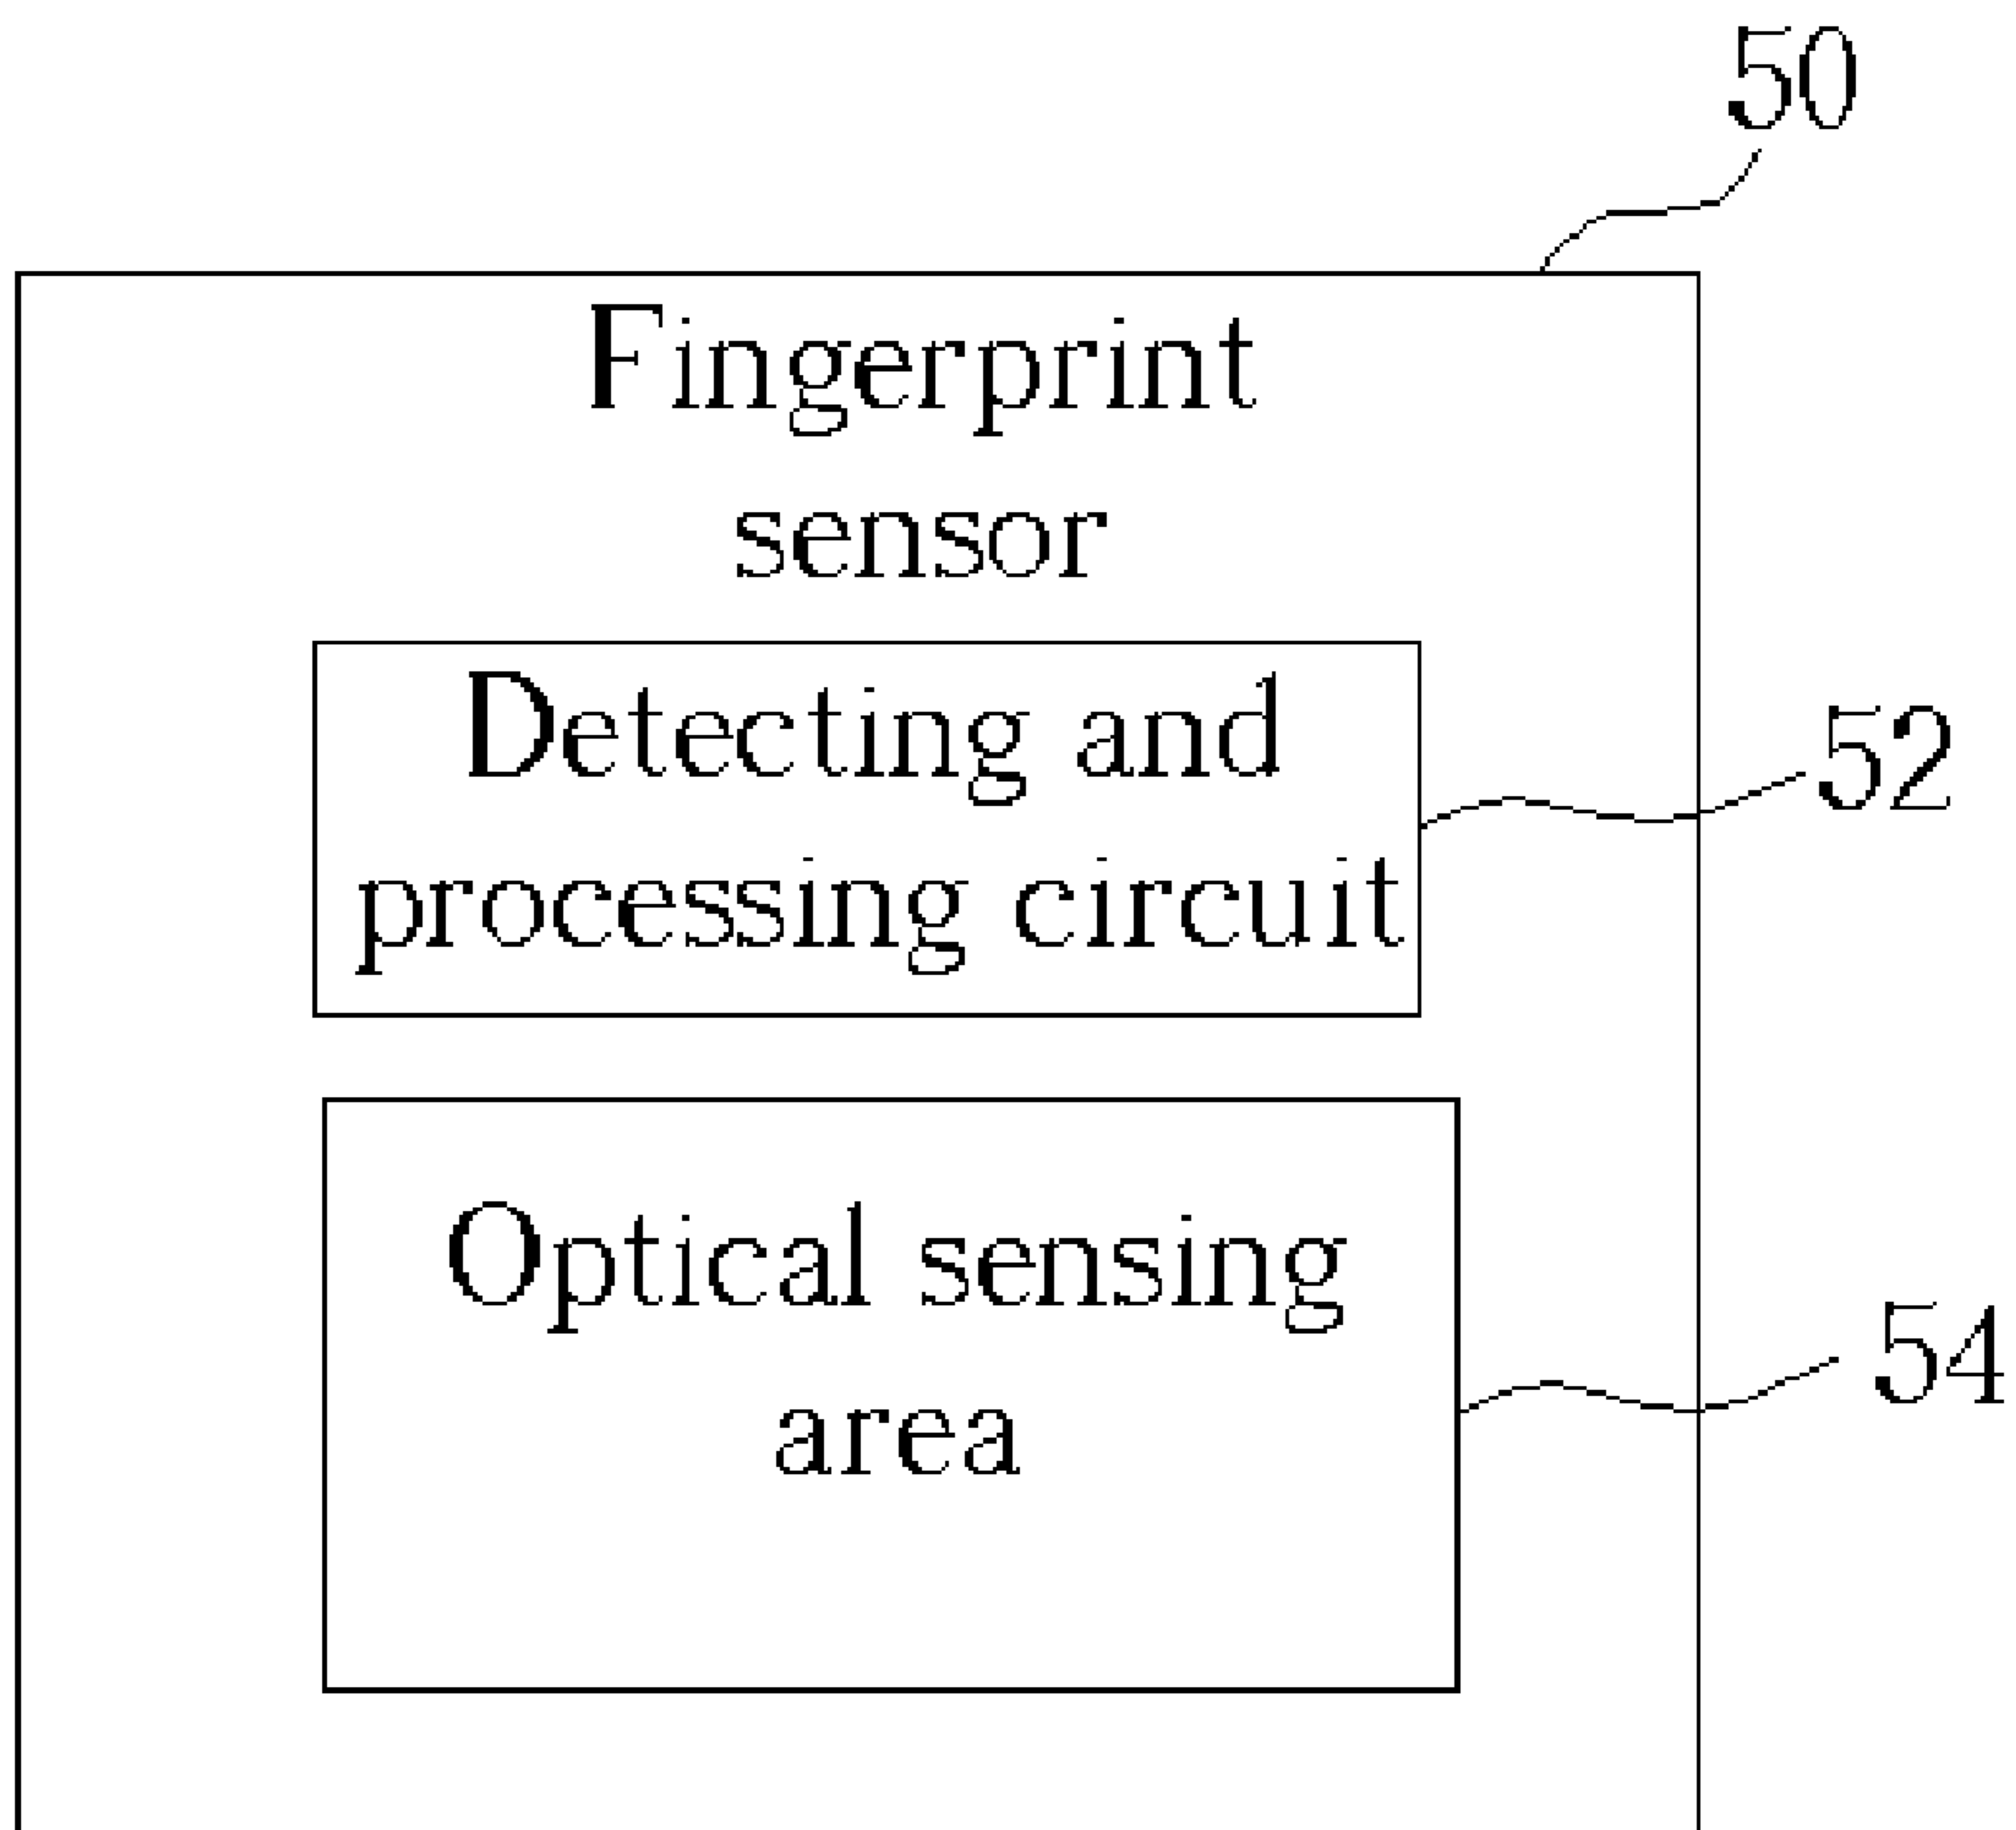 50
Fingerprint
sensor
Detecting and
processing circuit
52
Optical sensing
area
54